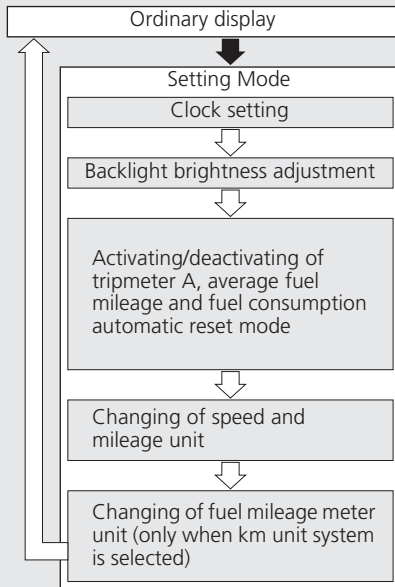 Ordinary display
Setting Mode
Clock setting
Backlight brightness adjustment
Activating/deactivating of
tripmeter A, average fuel
mileage and fuel consumption
automatic reset mode
Changing of speed and
mileage unit
Changing of fuel mileage meter
unit (only when km unit system
is selected)